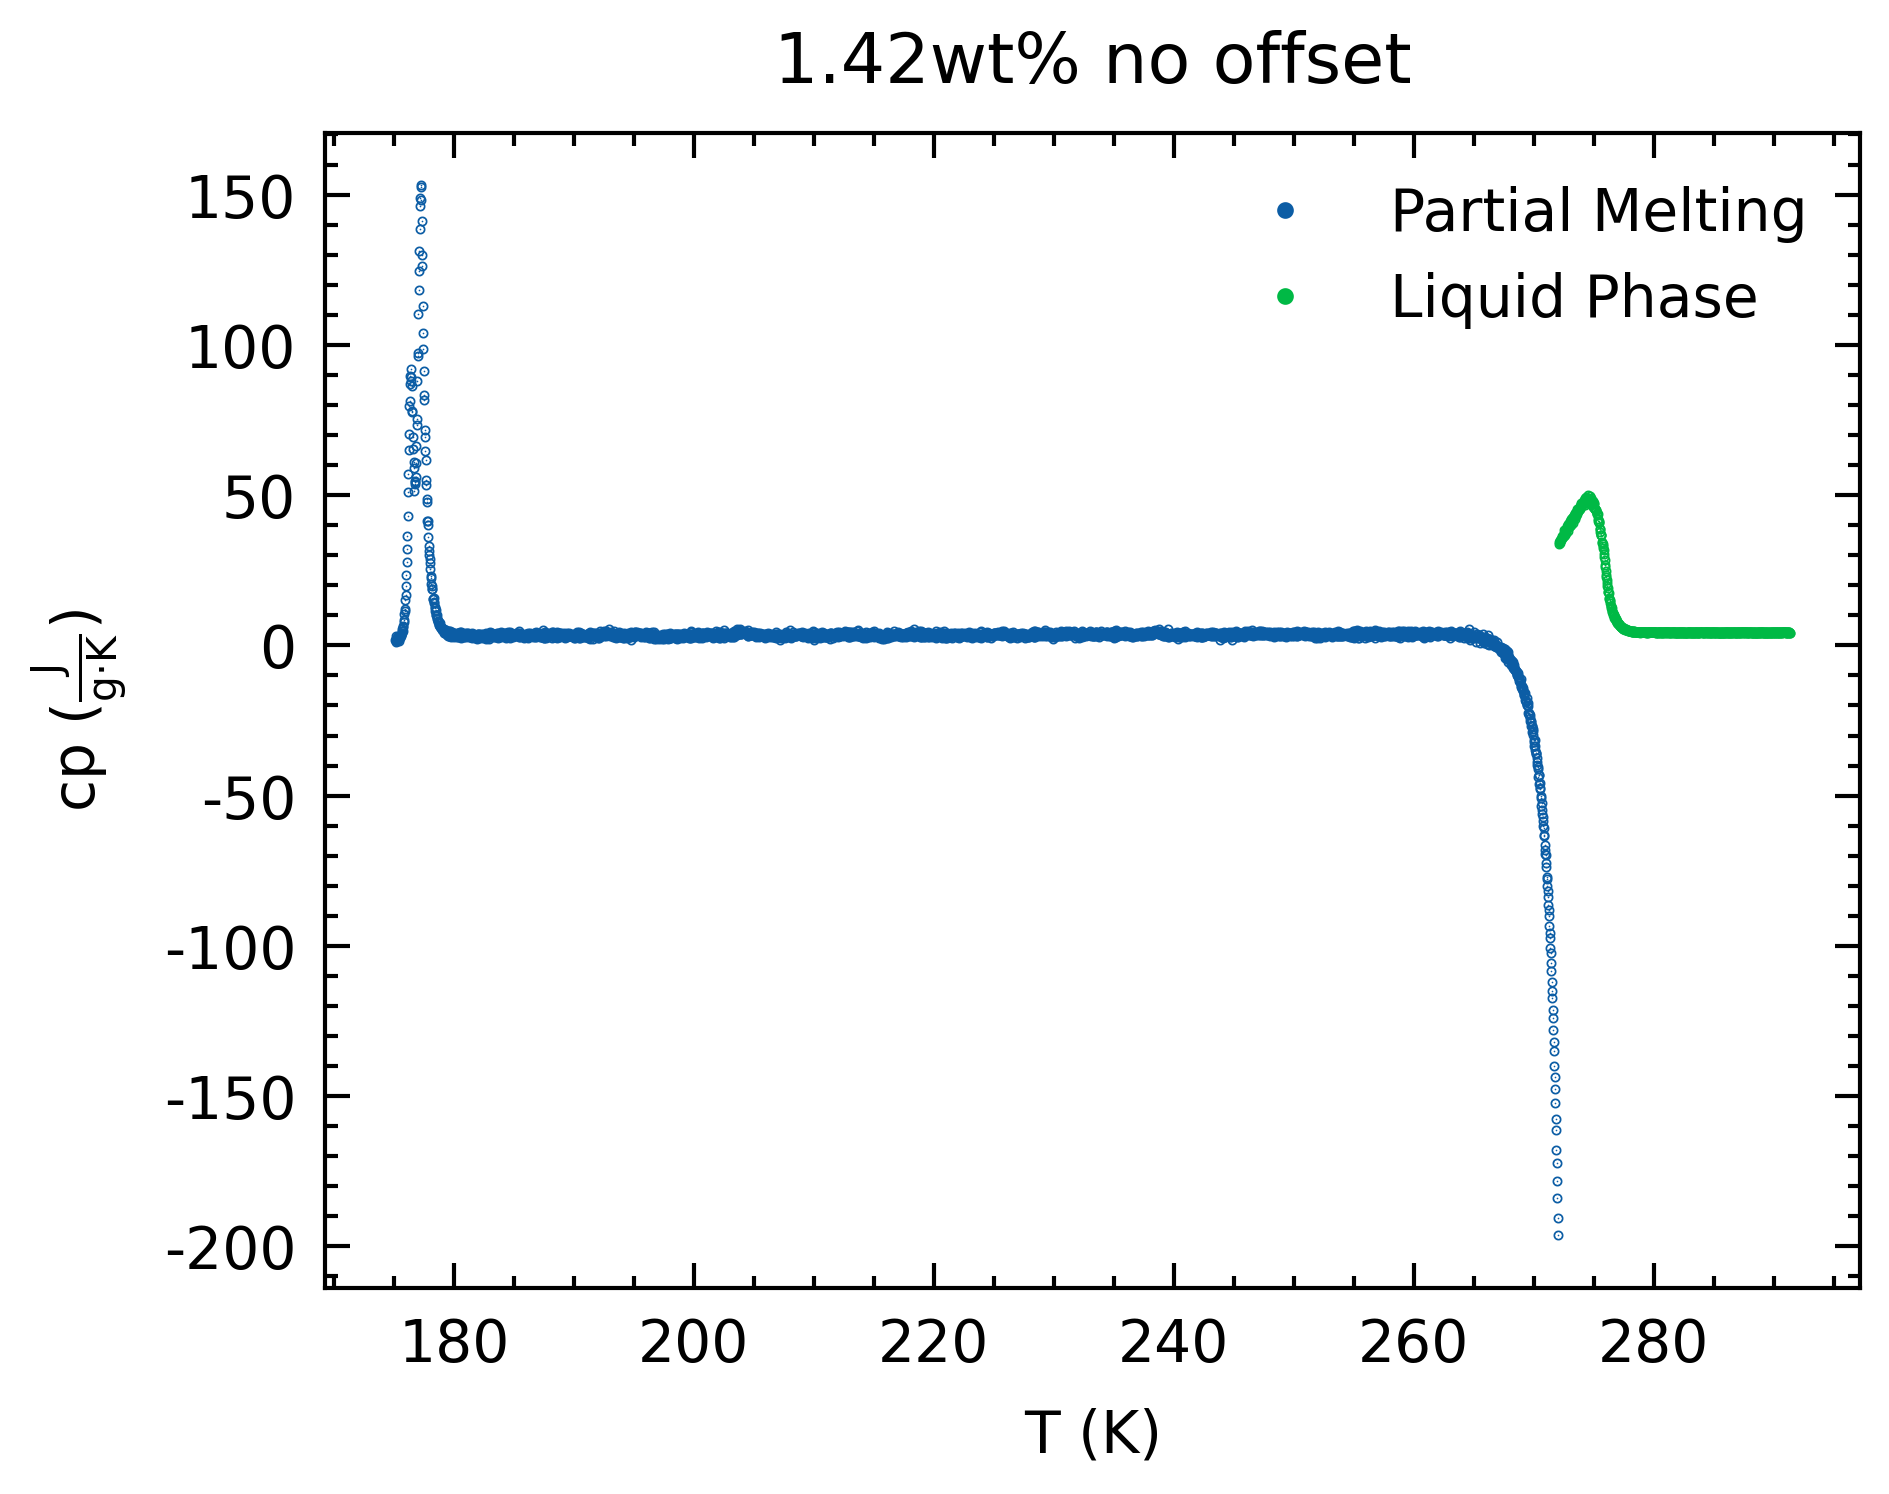 1.42wt% no offset
150
100
50
0
-50
-100
-150
-200
cp (J/g·K)
Partial Melting
Liquid Phase
180 200 220 240 260 280
T (K)